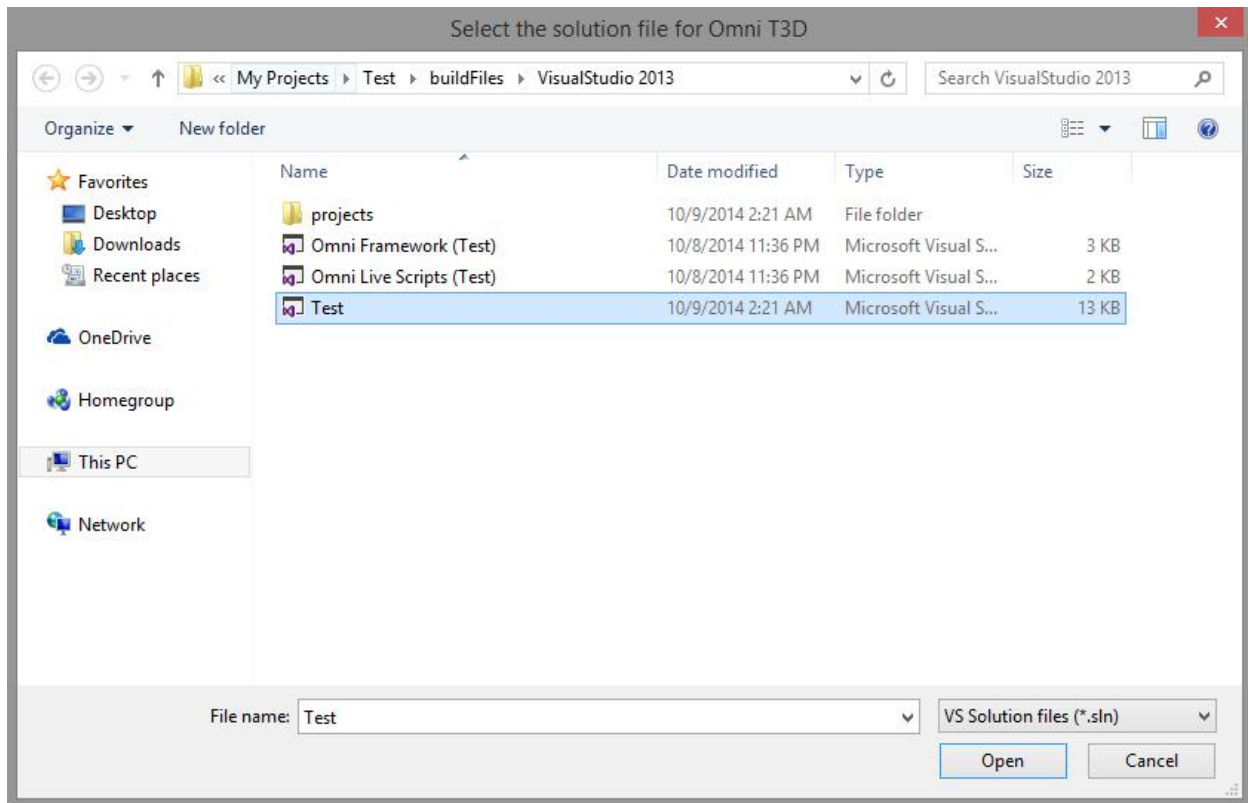 Select the solution file for Omni T3D
« My Projects Test buildFiles VisualStudio 2013
Search VisualStudio 2013
Organize New folder
Name Date modified Type Size
Favorites
Desktop
Downloads
Recent places
OneDrive
Homegroup
This PC
Network
projects 10/9/2014 2:21 AM File folder
Omni Framework (Test) 10/8/2014 11:36 PM Microsoft Visual S... 3 KB
Omni Live Scripts (Test) 10/8/2014 11:36 PM Microsoft Visual S... 2 KB
Test 10/9/2014 2:21 AM Microsoft Visual S... 13 KB
File name: Test VS Solution files (*.sln)
Open Cancel